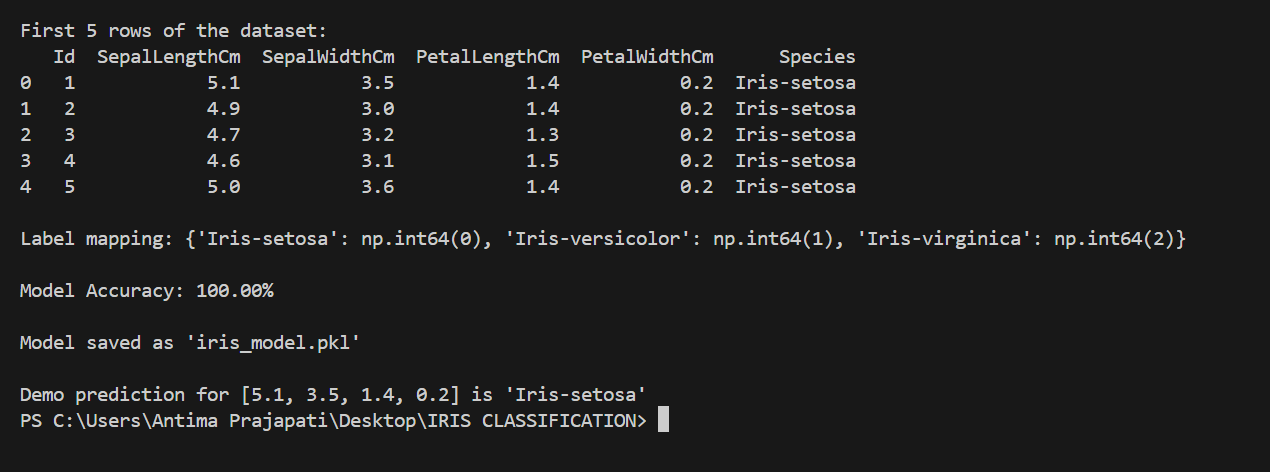 First 5 rows of the dataset:
   Id  SepalLengthCm  SepalWidthCm  PetalLengthCm  PetalWidthCm      Species
0   1            5.1           3.5            1.4           0.2  Iris-setosa
1   2            4.9           3.0            1.4           0.2  Iris-setosa
2   3            4.7           3.2            1.3           0.2  Iris-setosa
3   4            4.6           3.1            1.5           0.2  Iris-setosa
4   5            5.0           3.6            1.4           0.2  Iris-setosa
Label mapping: {'Iris-setosa': np.int64(0), 'Iris-versicolor': np.int64(1), 'Iris-virginica': np.int64(2)}
Model Accuracy: 100.00%
Model saved as 'iris_model.pkl'
Demo prediction for [5.1, 3.5, 1.4, 0.2] is 'Iris-setosa'
PS C:\Users\Antima Prajapati\Desktop\IRIS CLASSIFICATION>